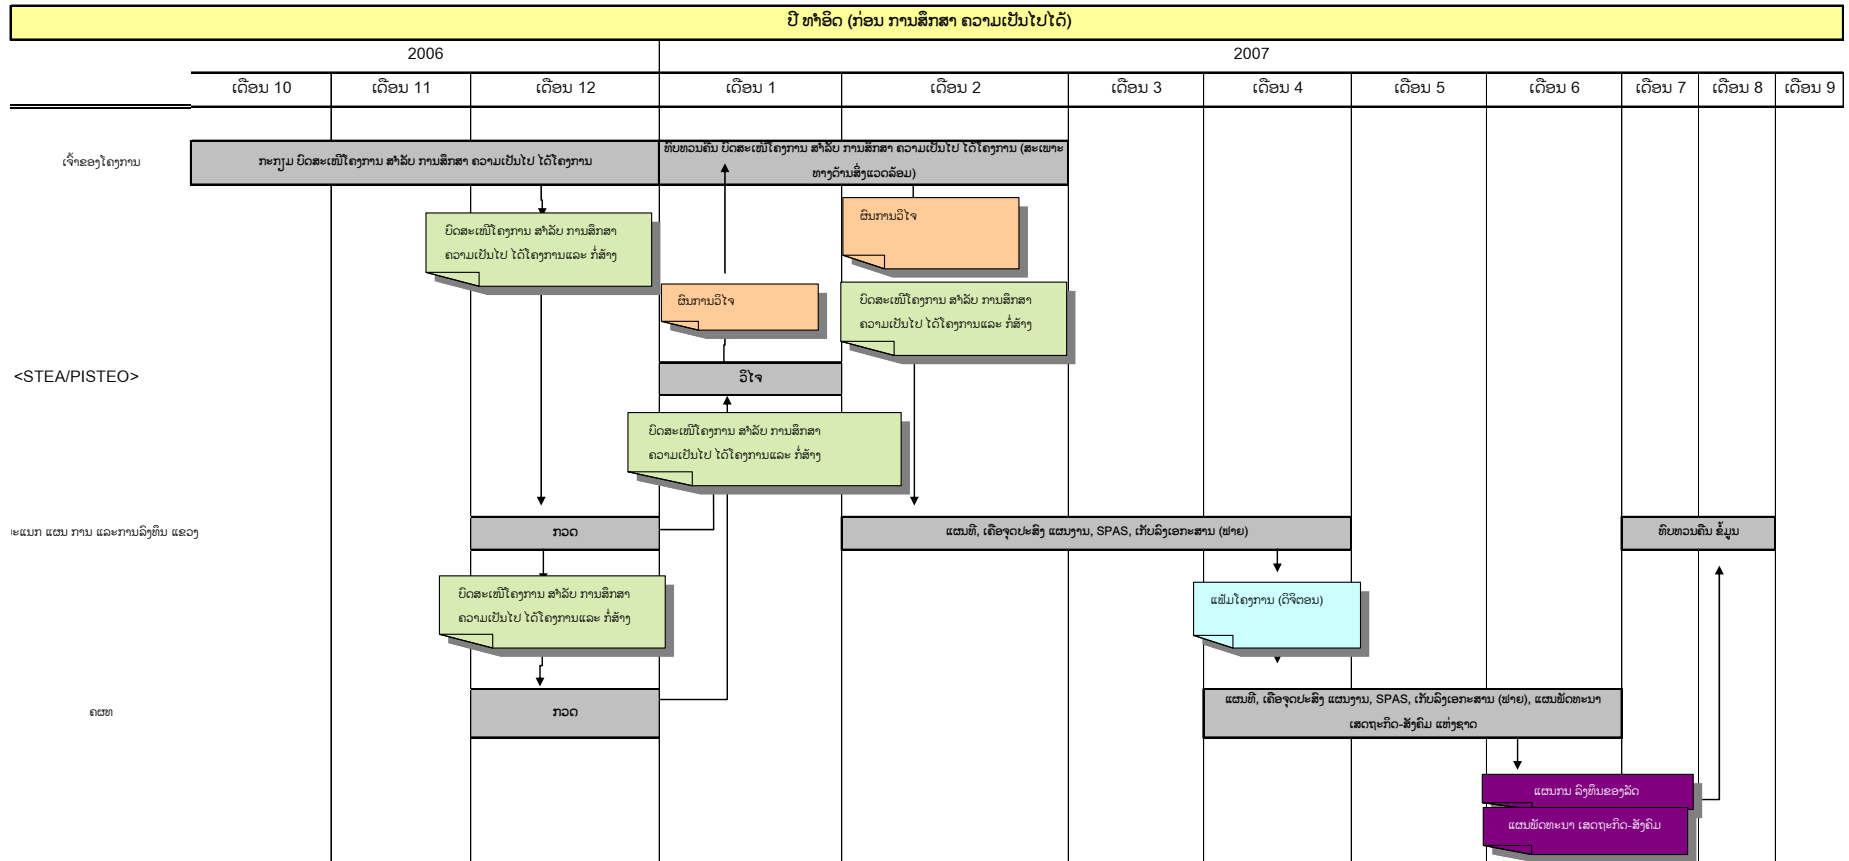 ປີ ທຳອິດ (ກ່ອນ ການສຶກສາ ຄວາມເປັນໄປໄດ້)
2006
2007
ເດືອນ 10
ເດືອນ 11
ເດືອນ 12
ເດືອນ 1
ເດືອນ 2
ເດືອນ 3
ເດືອນ 4
ເດືອນ 5
ເດືອນ 6
ເດືອນ 7
ເດືອນ 8
ເດືອນ 9
ເຈົ້າຂອງໂຄງການ
ກະກຽມ ບົດສະເໜີໂຄງການ ສຳລັບ ການສຶກສາ ຄວາມເປັນໄປ ໄດ້ໂຄງການ
ທົບທວນຄືນ ບົດສະເໜີໂຄງການ ສຳລັບ ການສຶກສາ ຄວາມເປັນໄປ ໄດ້ໂຄງການ (ສະເພາະ
ທາງດ້ານສິ່ງແວດລ້ອມ)
ບົດສະເໜີໂຄງການ ສຳລັບ ການສຶກສາ
ຄວາມເປັນໄປ ໄດ້ໂຄງການແລະ ກໍ່ສ້າງ
ຜົນການວິໄຈ
ຜົນການວິໄຈ
ບົດສະເໜີໂຄງການ ສຳລັບ ການສຶກສາ
ຄວາມເປັນໄປ ໄດ້ໂຄງການແລະ ກໍ່ສ້າງ
<STEA/PISTEO>
ວິໄຈ
ບົດສະເໜີໂຄງການ ສຳລັບ ການສຶກສາ
ຄວາມເປັນໄປ ໄດ້ໂຄງການແລະ ກໍ່ສ້າງ
ະແນກ ແຜນ ການ ແລະການລົງທຶນ ແຂວງ
ກວດ
ແຜນທີ, ເຄືອຈຸດປະສົງ ແຜນງານ, SPAS, ເກັບລົງເອກະສານ (ຟາຍ)
ທົບທວນຄືນ ຂໍ້ມູນ
ບົດສະເໜີໂຄງການ ສຳລັບ ການສຶກສາ
ຄວາມເປັນໄປ ໄດ້ໂຄງການແລະ ກໍ່ສ້າງ
ແຟ້ມໂຄງການ (ດິຈິຕອນ)
ຄຜທ
ກວດ
ແຜນທີ, ເຄືອຈຸດປະສົງ ແຜນງານ, SPAS, ເກັບລົງເອກະສານ (ຟາຍ), ແຜນພັດທະນາ
ເສດຖະກິດ-ສັງຄົມ ແຫ່ງຊາດ
ແຜນກນ ລົງທຶນຂອງລັດ
ແຜນພັດທະນາ ເສດຖະກິດ-ສັງຄົມ